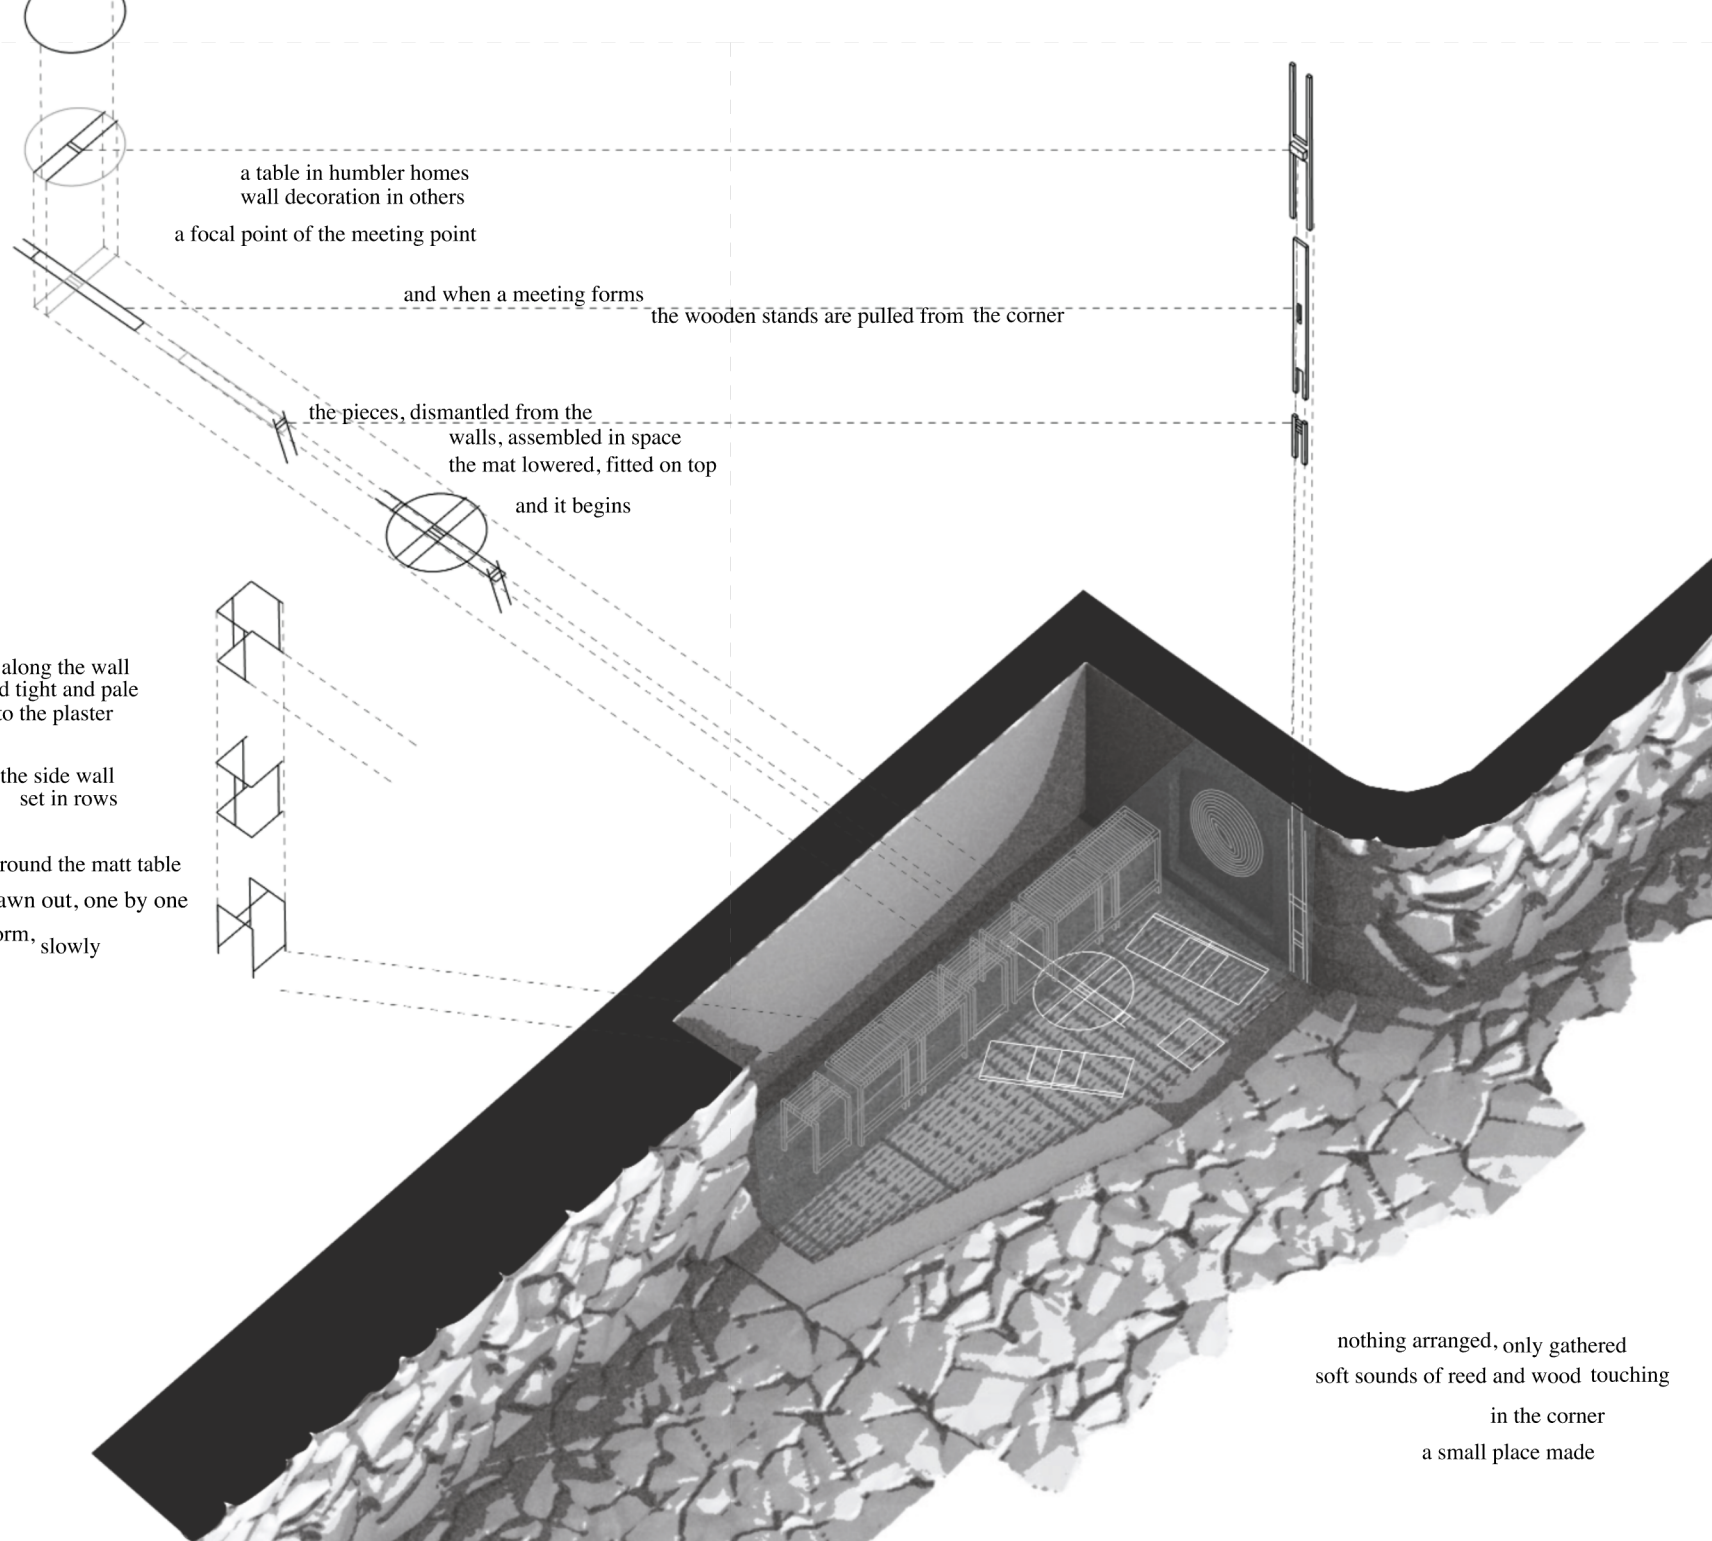 a table in humbler homes
wall decoration in others
a focal point of the meeting point
and when a meeting forms
the wooden stands are pulled from the corner
the pieces, dismantled from the
walls, assembled in space
the mat lowered, fitted on top
and it begins
along the wall
tight and pale
to the plaster
the side wall
set in rows
round the matt table
out, one by one
slowly
nothing arranged, only gathered
soft sounds of reed and wood touching
in the corner
a small place made